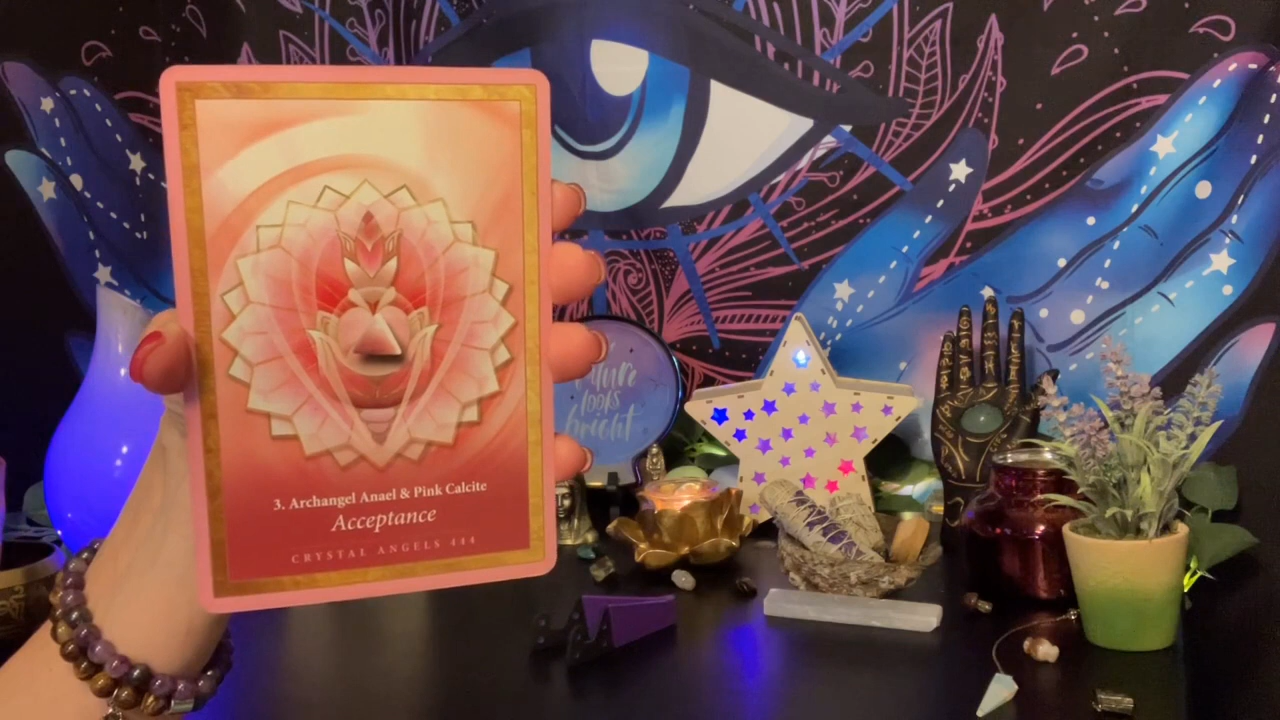 3. Archangel Anael & Pink Calcite
Acceptance
CRYSTAL ANGELS 444
future
looks
bright